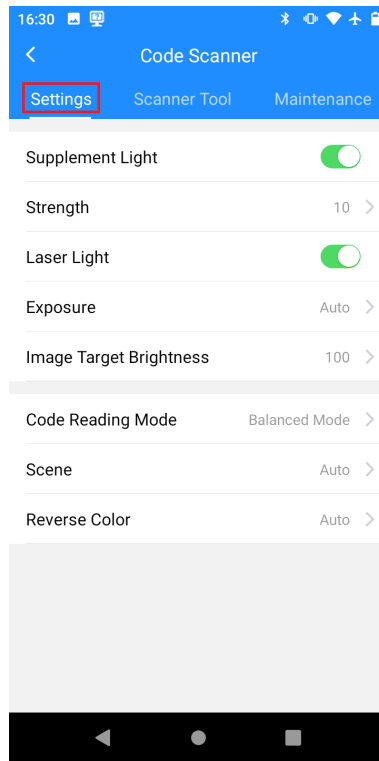 16:30
Code Scanner
Settings Scanner Tool Maintenance
Supplement Light
Strength 10
Laser Light
Exposure Auto
Image Target Brightness 100
Code Reading Mode Balanced Mode
Scene Auto
Reverse Color Auto